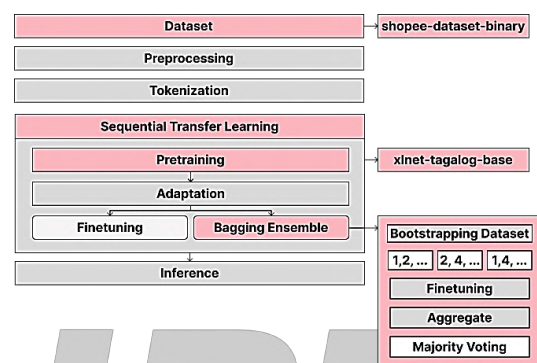 Dataset
shopee-dataset-binary
Preprocessing
Tokenization
Sequential Transfer Learning
Pretraining
xlnet-tagalog-base
Adaptation
Finetuning
Bagging Ensemble
Inference
Bootstrapping Dataset
1,2, ... 2, 4, ... 1,4, ...
Finetuning
Aggregate
Majority Voting